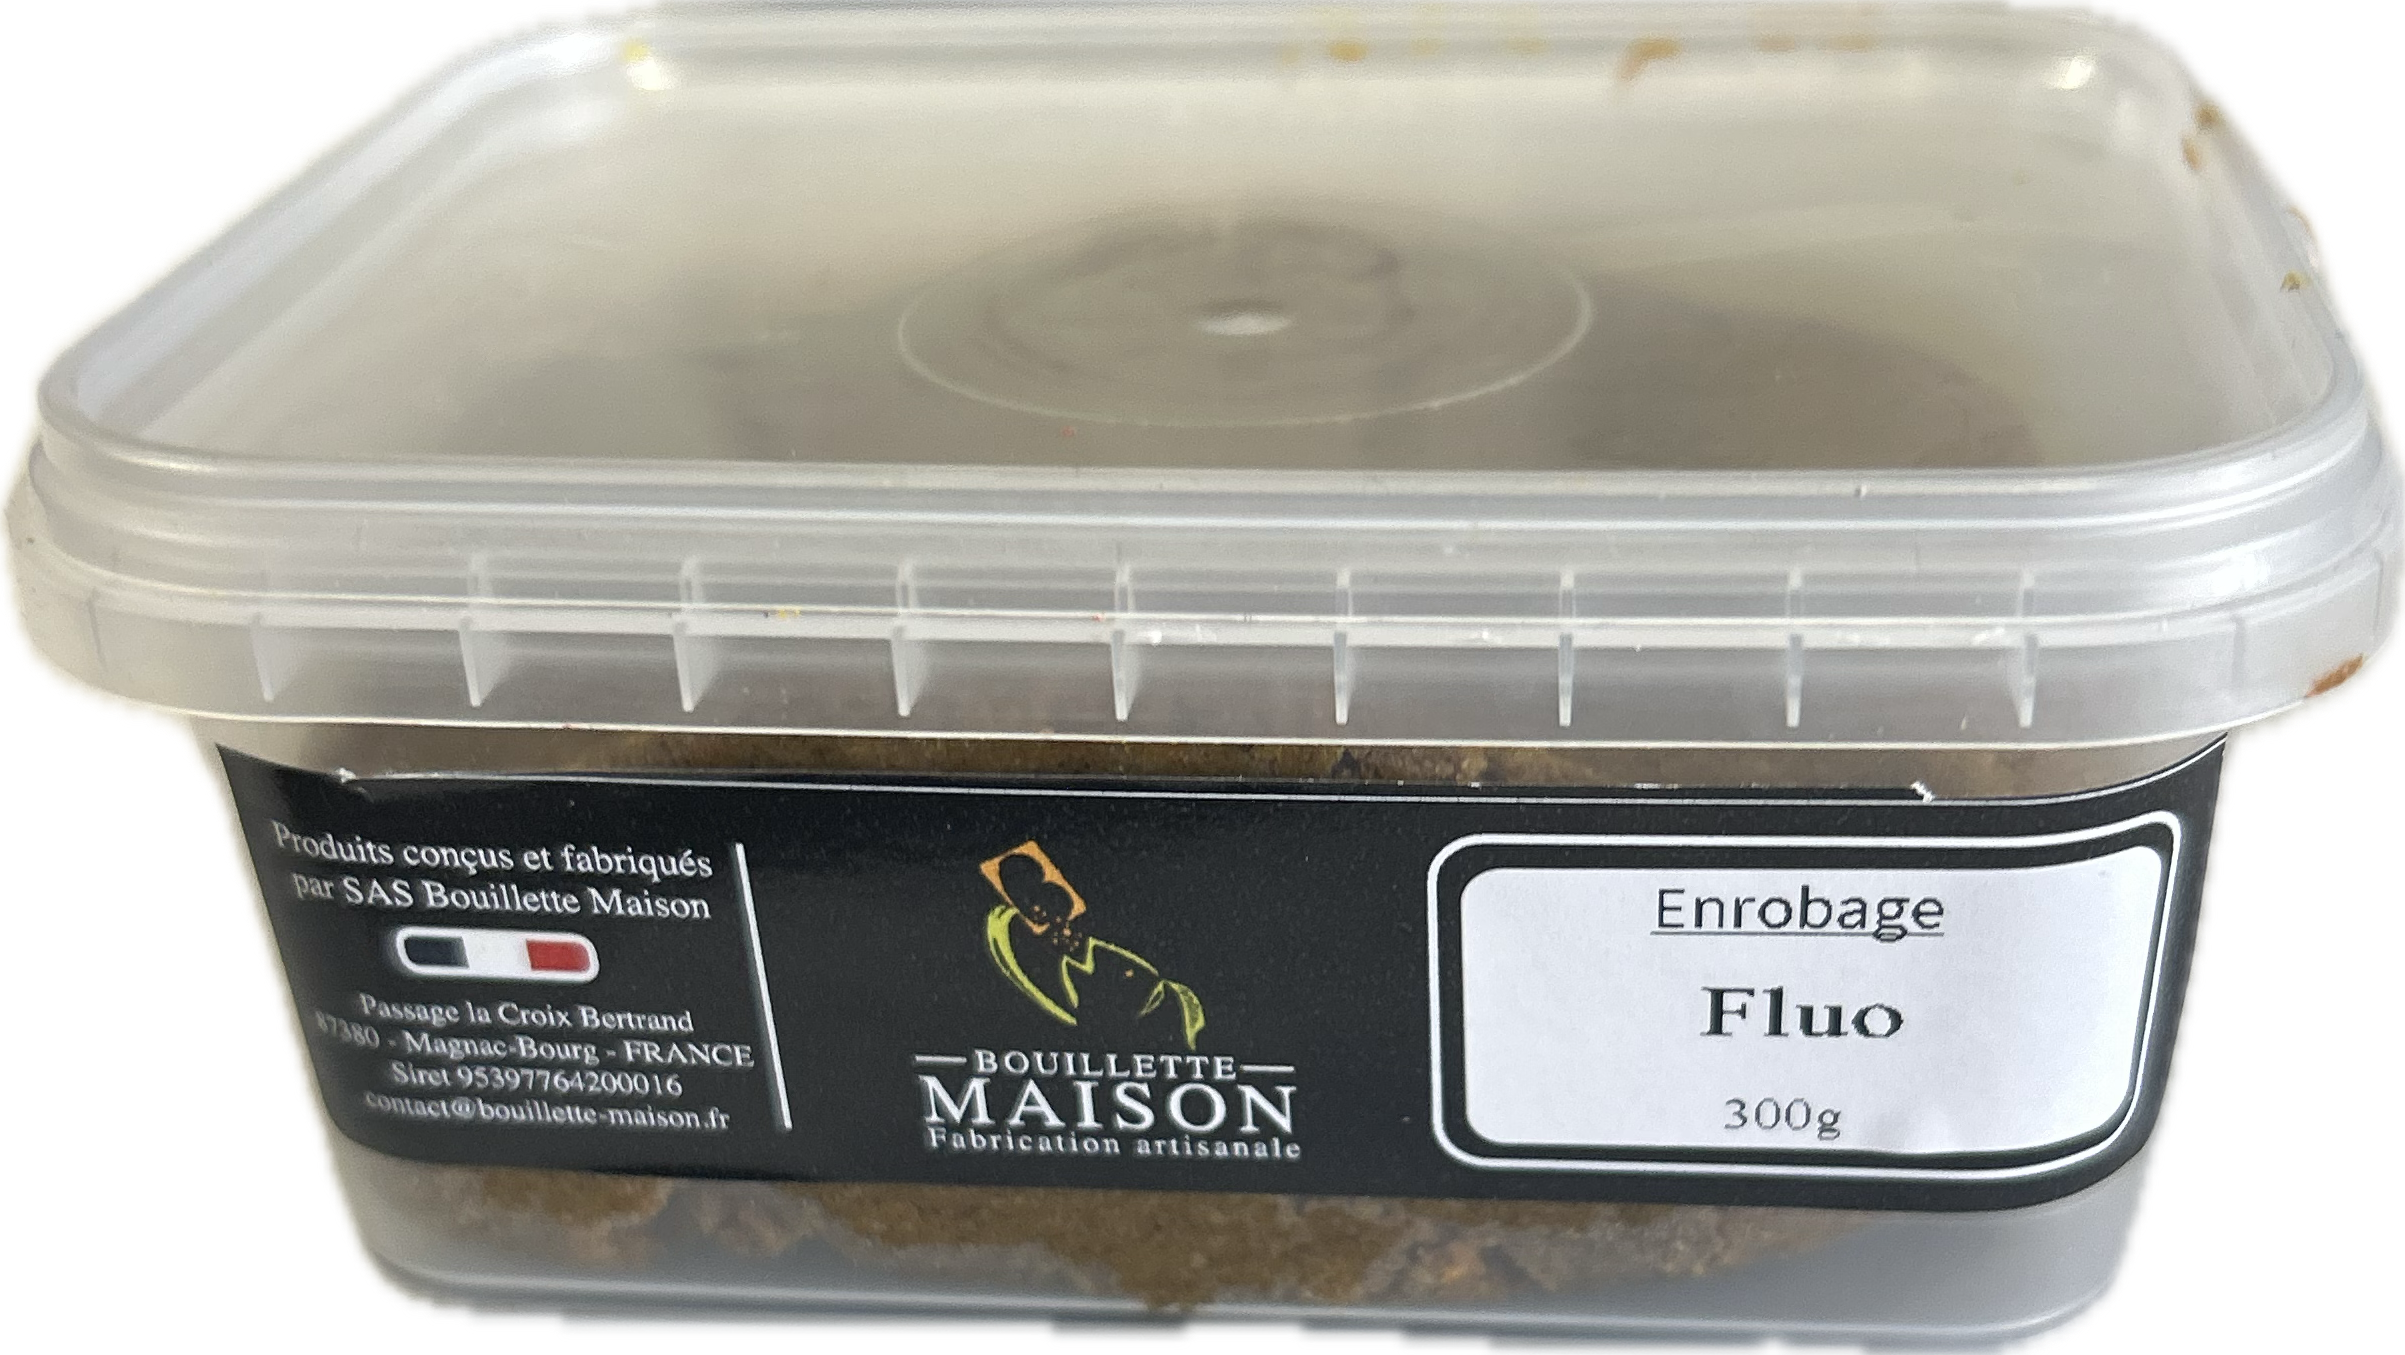 Produits conçus et fabriqués
par SAS Bouillette Maison
Passage la Croix Bertrand
87380 - Magnac-Bourg - FRANCE
Siret 95397764200016
contact@bouillette-maison.fr
BOUILLETTE
MAISON
Fabrication artisanale
Enrobage
Fluo
300g